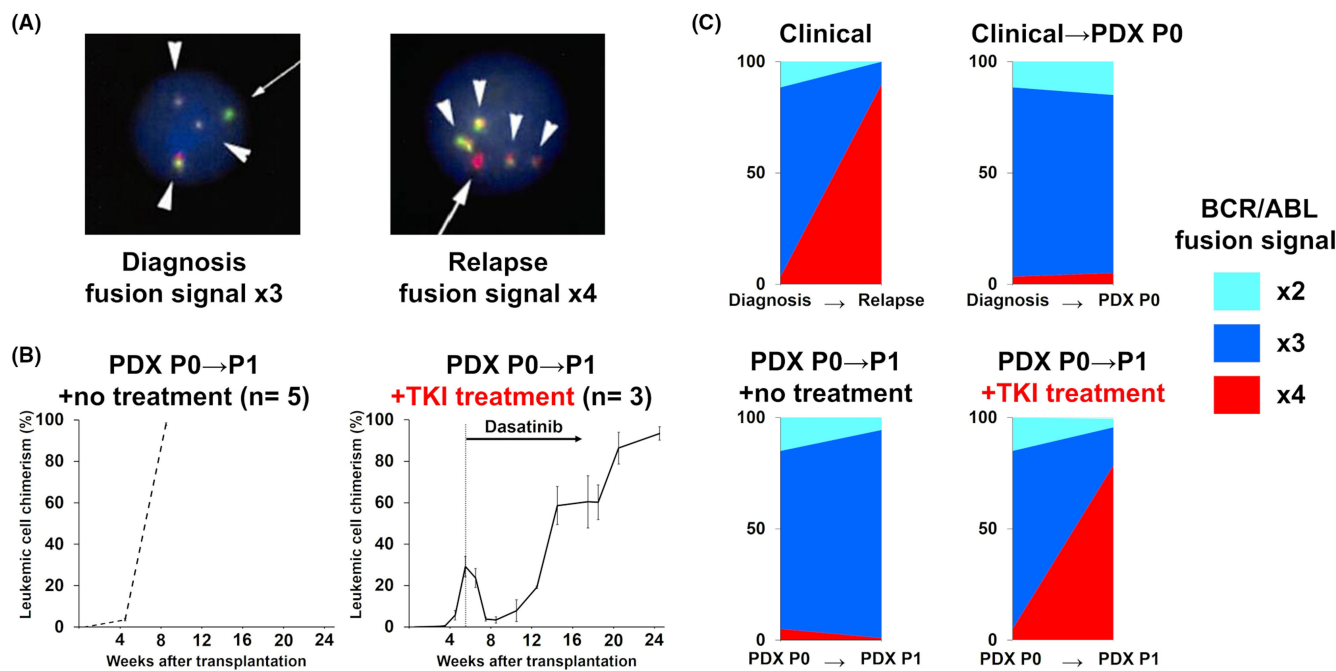 (A)
Diagnosis
fusion signal x3
Relapse
fusion signal x4
(B)
PDX P0→P1
+no treatment (n= 5)
Leukemic cell chimerism (%)
100
80
60
40
20
0
4 8 12 16 20 24
Weeks after transplantation
PDX P0→P1
+TKI treatment (n= 3)
Dasatinib
Leukemic cell chimerism (%)
100
80
60
40
20
0
4 8 12 16 20 24
Weeks after transplantation
(C)
Clinical
100
50
0
Diagnosis → Relapse
Clinical→PDX P0
100
50
0
Diagnosis → PDX P0
PDX P0→P1
+no treatment
100
50
0
PDX P0 → PDX P1
PDX P0→P1
+TKI treatment
100
50
0
PDX P0 → PDX P1
BCR/ABL
fusion signal
x2
x3
x4